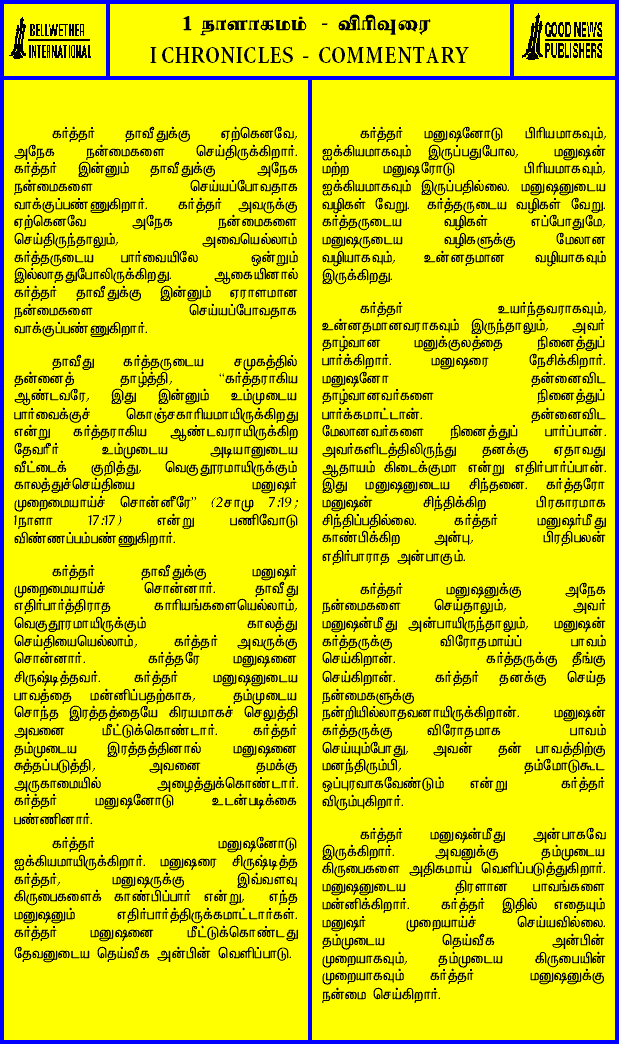 BELLWETHER
INTERNATIONAL
1 நாளாகமம் - விரிவுரை
I CHRONICLES - COMMENTARY
GOOD NEWS
PUBLISHERS
கர்த்தர் தாவீதுக்கு ஏற்கெனவே,
அநேக நன்மைகளை செய்திருக்கிறார்.
கர்த்தர் இன்னும் தாவீதுக்கு அநேக
நன்மைகளை செய்யப்போவதாக
வாக்குப்பண்ணுகிறார். கர்த்தர் அவருக்கு
ஏற்கெனவே அநேக நன்மைகளை
செய்திருந்தாலும், அவையெல்லாம்
கர்த்தருடைய பார்வையிலே ஒன்றும்
இல்லாததுபோலிருக்கிறது. ஆகையினால்
கர்த்தர் தாவீதுக்கு இன்னும் ஏராளமான
நன்மைகளை செய்யப்போவதாக
வாக்குப்பண்ணுகிறார்.
தாவீது கர்த்தருடைய சமுகத்தில்
தன்னைத் தாழ்த்தி, "கர்த்தராகிய
ஆண்டவரே, இது இன்னும் உம்முடைய
பார்வைக்குச் கொஞ்சகாரியமாயிருக்கிறது
என்று கர்த்தராகிய ஆண்டவராயிருக்கிற
தேவரீர் உம்முடைய அடியானுடைய
வீட்டைக் குறித்து, வெகுதூரமாயிருக்கும்
காலத்துச்செய்தியை மனுஷர்
முறைமையாய்ச் சொன்னீரே" (2சாமு 7:19;
1நாளா 17:17) என்று பணிவோடு
விண்ணப்பம்பண்ணுகிறார்.
கர்த்தர் தாவீதுக்கு மனுஷர்
முறைமையாய்ச் சொன்னார். தாவீது
எதிர்பார்த்திராத காரியங்களையெல்லாம்,
வெகுதூரமாயிருக்கும் காலத்து
செய்தியையெல்லாம், கர்த்தர் அவருக்கு
சொன்னார். கர்த்தரே மனுஷனை
சிருஷ்டித்தவர். கர்த்தர் மனுஷனுடைய
பாவத்தை மன்னிப்பதற்காக, தம்முடைய
சொந்த இரத்தத்தையே கிரயமாகச் செலுத்தி
அவனை மீட்டுக்கொண்டார். கர்த்தர்
தம்முடைய இரத்தத்தினால் மனுஷனை
சுத்தப்படுத்தி, அவனை தமக்கு
அருகாமையில் அழைத்துக்கொண்டார்.
கர்த்தர் மனுஷனோடு உடன்படிக்கை
பண்ணினார்.
கர்த்தர் மனுஷனோடு
ஐக்கியமாயிருக்கிறார். மனுஷரை சிருஷ்டித்த
கர்த்தர், மனுஷருக்கு இவ்வளவு
கிருபைகளைக் காண்பிப்பார் என்று, எந்த
மனுஷனும் எதிர்பார்த்திருக்கமாட்டார்கள்.
கர்த்தர் மனுஷனை மீட்டுக்கொண்டது
தேவனுடைய தெய்வீக அன்பின் வெளிப்பாடு.
கர்த்தர் மனுஷனோடு பிரியமாகவும்,
ஐக்கியமாகவும் இருப்பதுபோல, மனுஷன்
மற்ற மனுஷரோடு பிரியமாகவும்,
ஐக்கியமாகவும் இருப்பதில்லை. மனுஷனுடைய
வழிகள் வேறு. கர்த்தருடைய வழிகள் வேறு.
கர்த்தருடைய வழிகள் எப்போதுமே,
மனுஷருடைய வழிகளுக்கு மேலான
வழியாகவும், உன்னதமான வழியாகவும்
இருக்கிறது.
கர்த்தர் உயர்ந்தவராகவும்,
உன்னதமானவராகவும் இருந்தாலும், அவர்
தாழ்வான மனுக்குலத்தை நினைத்துப்
பார்க்கிறார். மனுஷரை நேசிக்கிறார்.
மனுஷனோ தன்னைவிட
தாழ்வானவர்களை நினைத்துப்
பார்க்கமாட்டான். தன்னைவிட
மேலானவர்களை நினைத்துப் பார்ப்பான்.
அவர்களிடத்திலிருந்து தனக்கு ஏதாவது
ஆதாயம் கிடைக்குமா என்று எதிர்பார்ப்பான்.
இது மனுஷனுடைய சிந்தனை. கர்த்தரோ
மனுஷன் சிந்திக்கிற பிரகாரமாக
சிந்திப்பதில்லை. கர்த்தர் மனுஷர்மீது
காண்பிக்கிற அன்பு, பிரதிபலன்
எதிர்பாராத அன்பாகும்.
கர்த்தர் மனுஷனுக்கு அநேக
நன்மைகளை செய்தாலும், அவர்
மனுஷன்மீது அன்பாயிருந்தாலும், மனுஷன்
கர்த்தருக்கு விரோதமாய்ப் பாவம்
செய்கிறான். கர்த்தருக்கு தீங்கு
செய்கிறான். கர்த்தர் தனக்கு செய்த
நன்மைகளுக்கு
நன்றியில்லாதவனாயிருக்கிறான். மனுஷன்
கர்த்தருக்கு விரோதமாக பாவம்
செய்யும்போது, அவன் தன் பாவத்திற்கு
மனந்திரும்பி, தம்மோடுகூட
ஒப்புரவாகவேண்டும் என்று கர்த்தர்
விரும்புகிறார்.
கர்த்தர் மனுஷன்மீது அன்பாகவே
இருக்கிறார். அவனுக்கு தம்முடைய
கிருபைகளை அதிகமாய் வெளிப்படுத்துகிறார்.
மனுஷனுடைய திரளான பாவங்களை
மன்னிக்கிறார். கர்த்தர் இதில் எதையும்
மனுஷர் முறையாய்ச் செய்யவில்லை.
தம்முடைய தெய்வீக அன்பின்
முறையாகவும், தம்முடைய கிருபையின்
முறையாகவும் கர்த்தர் மனுஷனுக்கு
நன்மை செய்கிறார்.